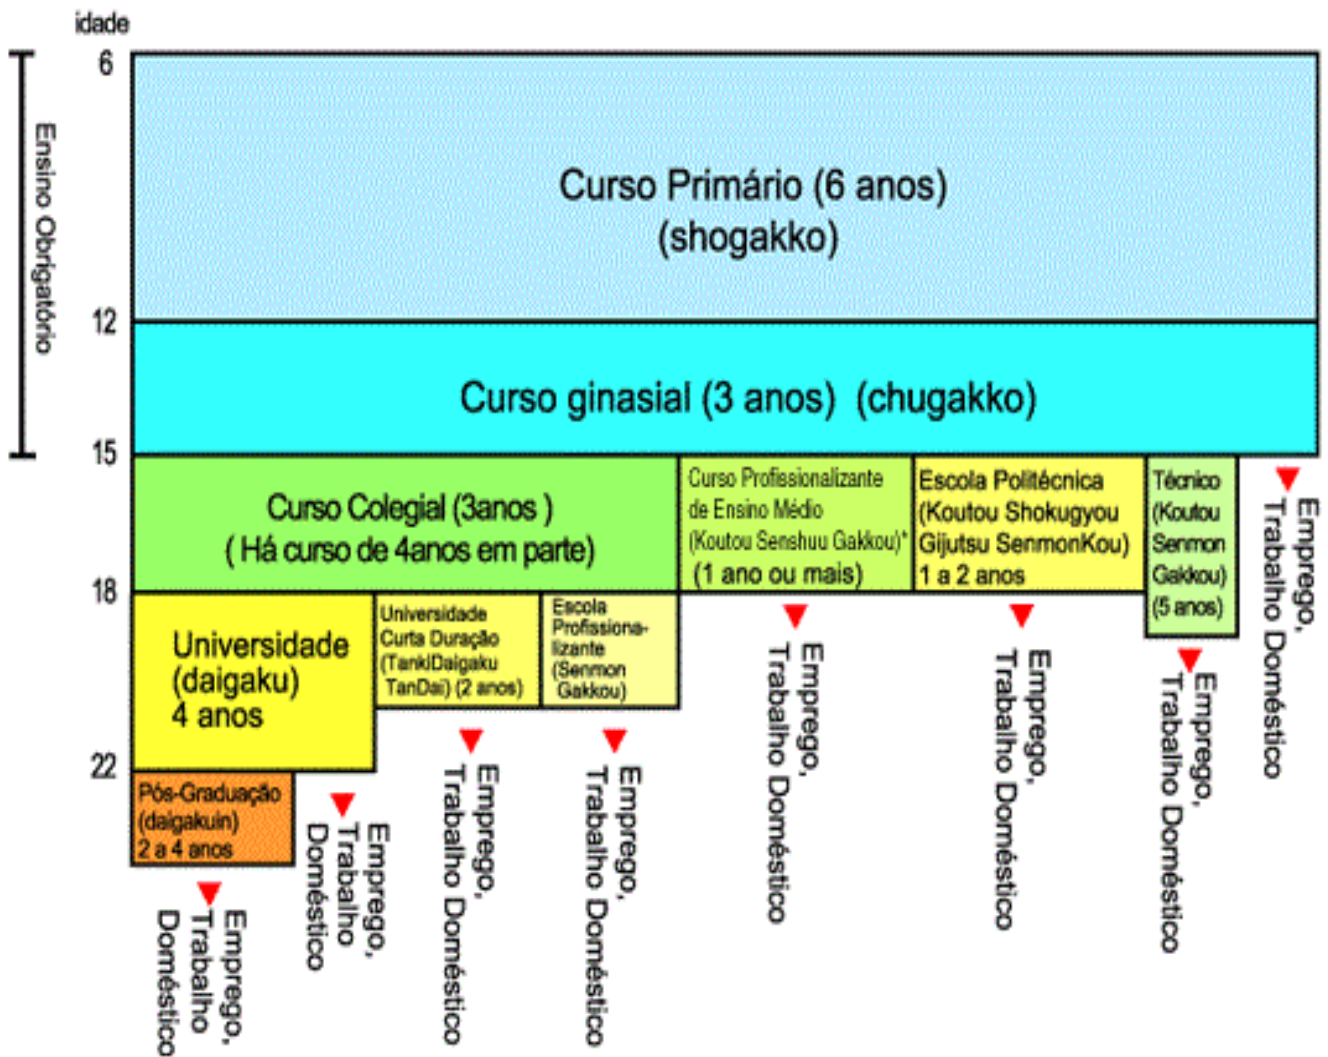 idade
6
Ensino Obrigatório
Curso Primário (6 anos)
(shogakko)
12
Curso ginasial (3 anos) (chugakko)
15
Curso Colegial (3anos )
( Há curso de 4anos em parte)
Curso Profissionalizante
de Ensino Médio
(Koutou Senshuu Gakkou)*
(1 ano ou mais)
Escola Politécnica
(Koutou Shokugyou
Gijutsu SenmonKou)
1 a 2 anos
Técnico
(Koutou
Senmon
Gakkou)
(5 anos)
Emprego,
Trabalho Doméstico
18
Universidade
(daigaku)
4 anos
Universidade
Curta Duração
(TankiDaigaku
TanDai) (2 anos)
Escola
Profissiona-
lizante
(Senmon
Gakkou)
Emprego,
Trabalho Doméstico
Emprego,
Trabalho Doméstico
Emprego,
Trabalho Doméstico
22
Pós-Graduação
(daigakuin)
2 a 4 anos
Emprego,
Trabalho
Doméstico
Emprego,
Trabalho Doméstico
Emprego,
Trabalho Doméstico
Emprego,
Trabalho
Doméstico